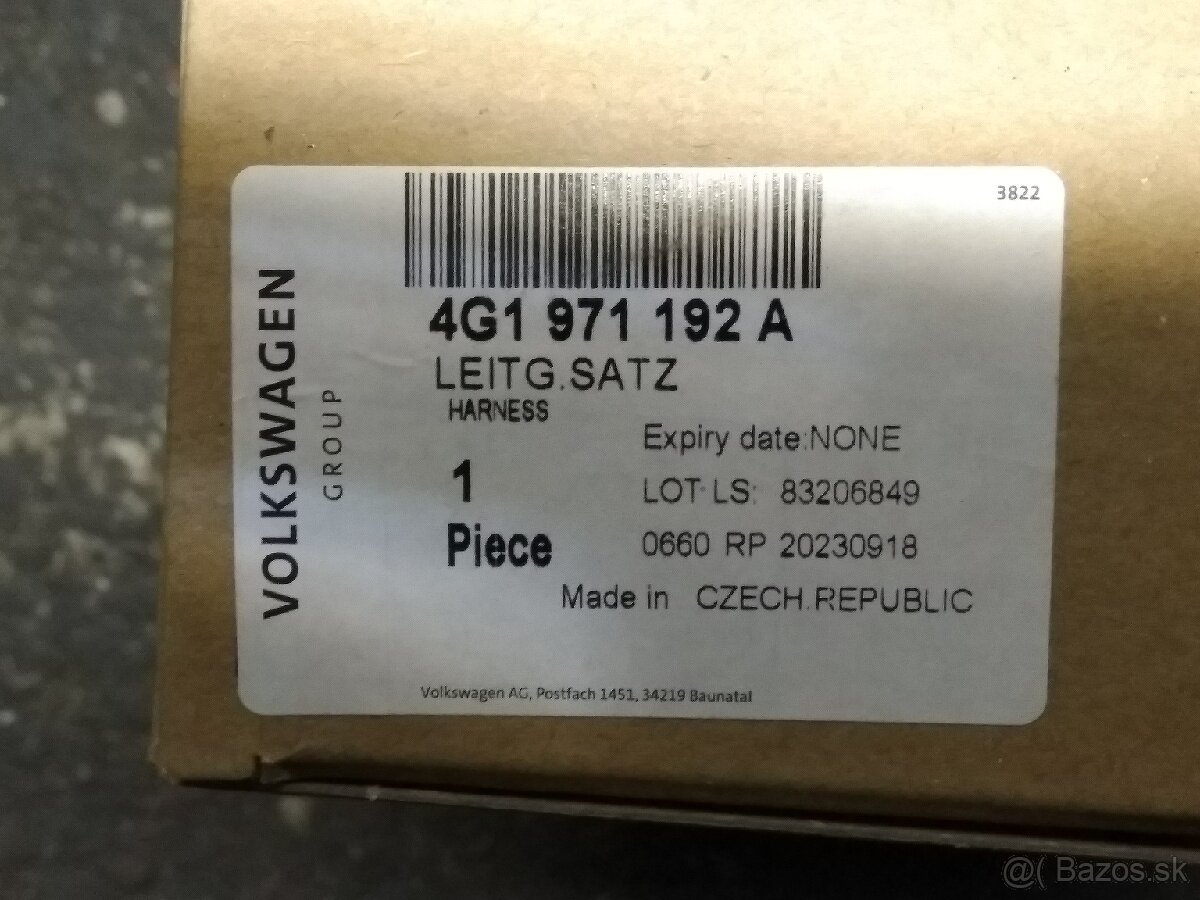 3822
VOLKSWAGEN
GROUP
4G1 971 192 A
LEITG.SATZ
HARNESS
Expiry date:NONE
1
LOT LS: 83206849
Piece
0660 RP 20230918
Made in CZECH.REPUBLIC
Volkswagen AG, Postfach 1451, 34219 Baunatal
@( Bazos.sk